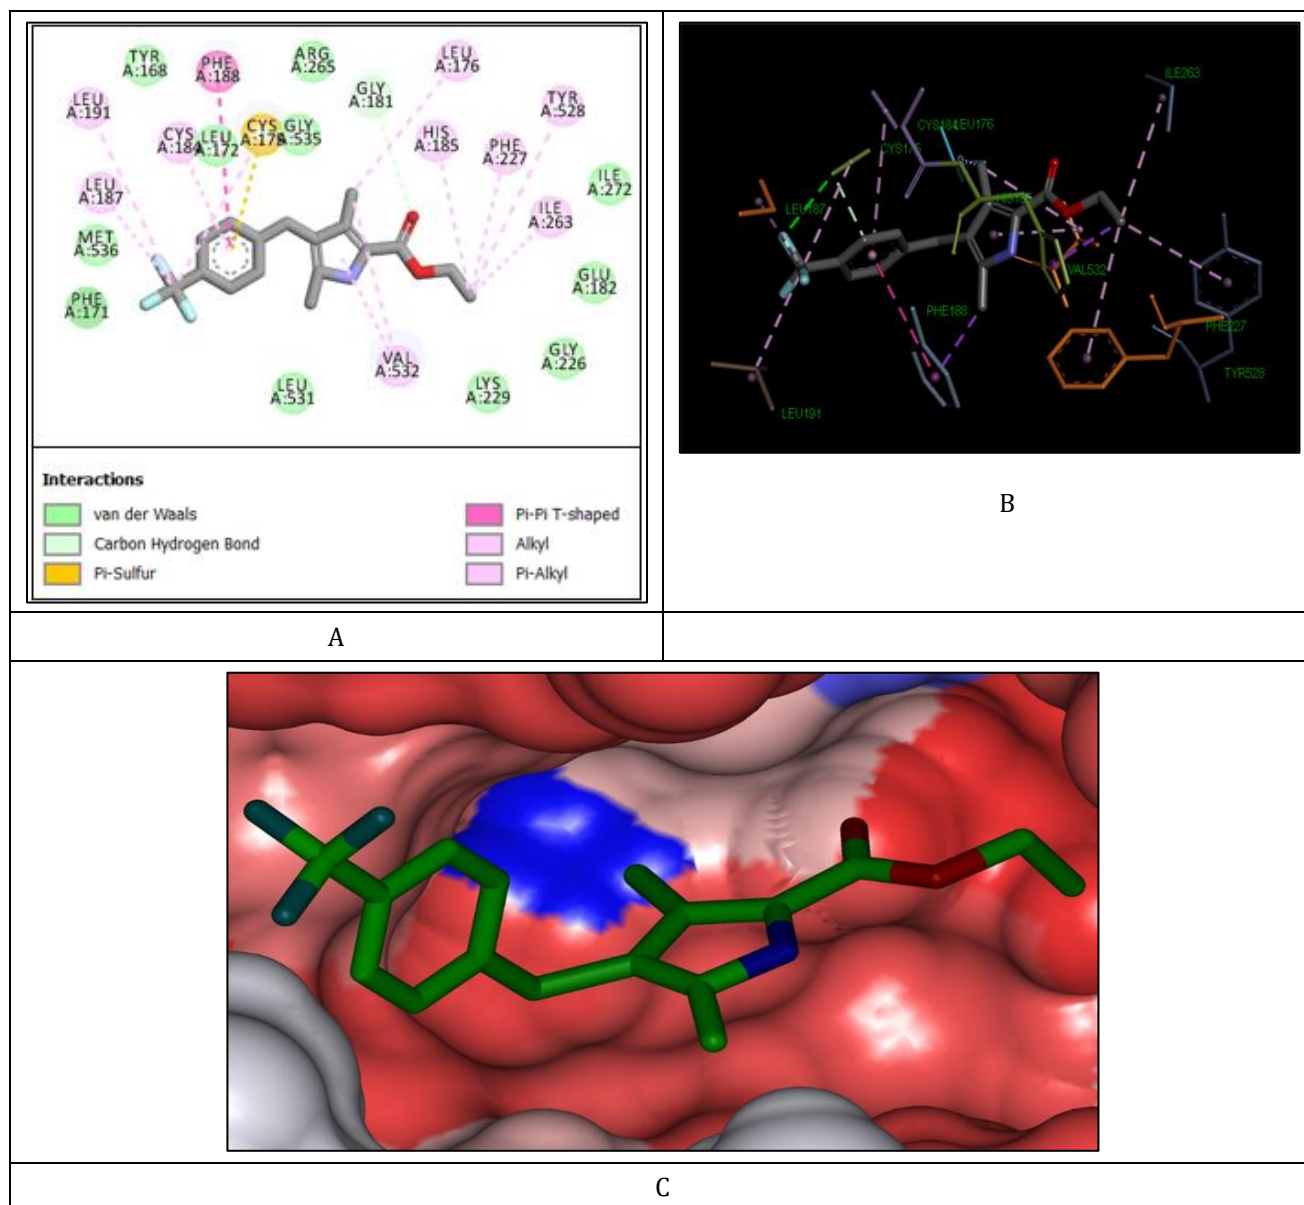 TYR
A:168
PHE
A:188
ARG
A:265
LEU
A:176
LEU
A:191
GLY
A:181
TYR
A:528
CYS
A:184
LEU
A:172
CYS
GLY
A:535
HIS
A:185
PHE
A:227
ILE
A:272
LEU
A:187
ILE
A:263
MET
A:536
GLU
A:182
PHE
A:171
VAL
A:532
GLY
A:226
LEU
A:531
LYS
A:229
Interactions
van der Waals
Carbon Hydrogen Bond
Pi-Sulfur
Pi-Pi T-shaped
Alkyl
Pi-Alkyl
A
ILE263
LEU176
CYS175
LEU187
VAL532
PHE188
PHE227
TYR528
LEU191
B
C